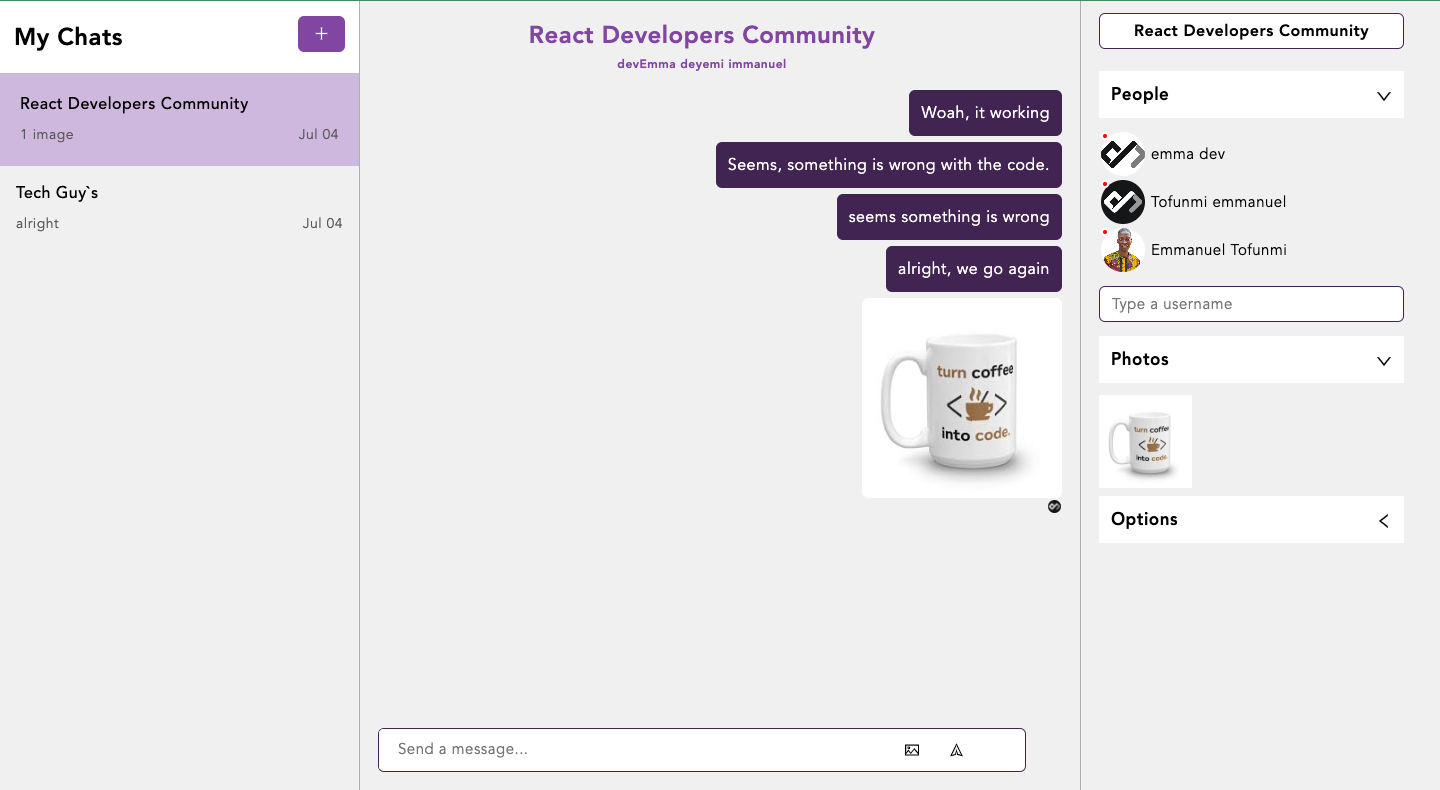 My Chats
+
React Developers Community
1 image
Jul 04
Tech Guy`s
alright
Jul 04
React Developers Community
devEmma deyemi immanuel
Woah, it working
Seems, something is wrong with the code.
seems something is wrong
alright, we go again
turn coffee
< >
into code.
Send a message...
React Developers Community
People
emma dev
Tofunmi emmanuel
Emmanuel Tofunmi
Type a username
Photos
turn coffee
< >
into code.
Options